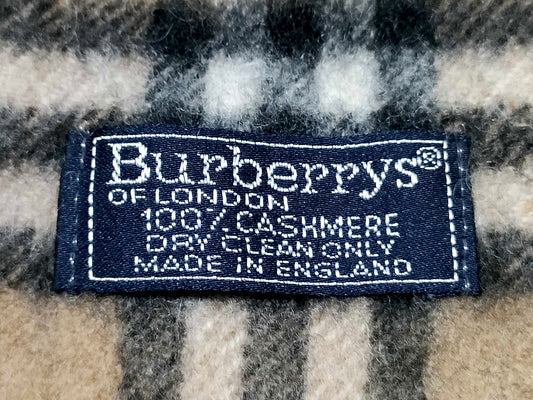 Burberrys®
OF LONDON
100% CASHMERE
DRY CLEAN ONLY
MADE IN ENGLAND